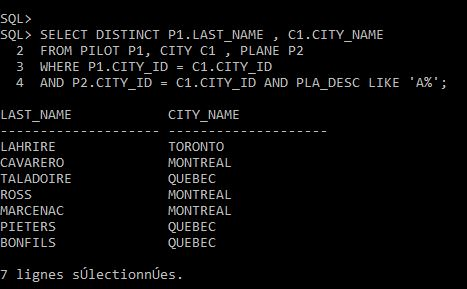 SQL>
SQL> SELECT DISTINCT P1.LAST_NAME , C1.CITY_NAME
  2  FROM PILOT P1, CITY C1 , PLANE P2
  3  WHERE P1.CITY_ID = C1.CITY_ID
  4  AND P2.CITY_ID = C1.CITY_ID AND PLA_DESC LIKE 'A%';
LAST_NAME            CITY_NAME
-------------------- --------------------
LAHRIRE              TORONTO
CAVARERO             MONTREAL
TALADOIRE            QUEBEC
ROSS                 MONTREAL
MARCENAC             MONTREAL
PIETERS              QUEBEC
BONFILS              QUEBEC
7 lignes sÚlectionnÚes.